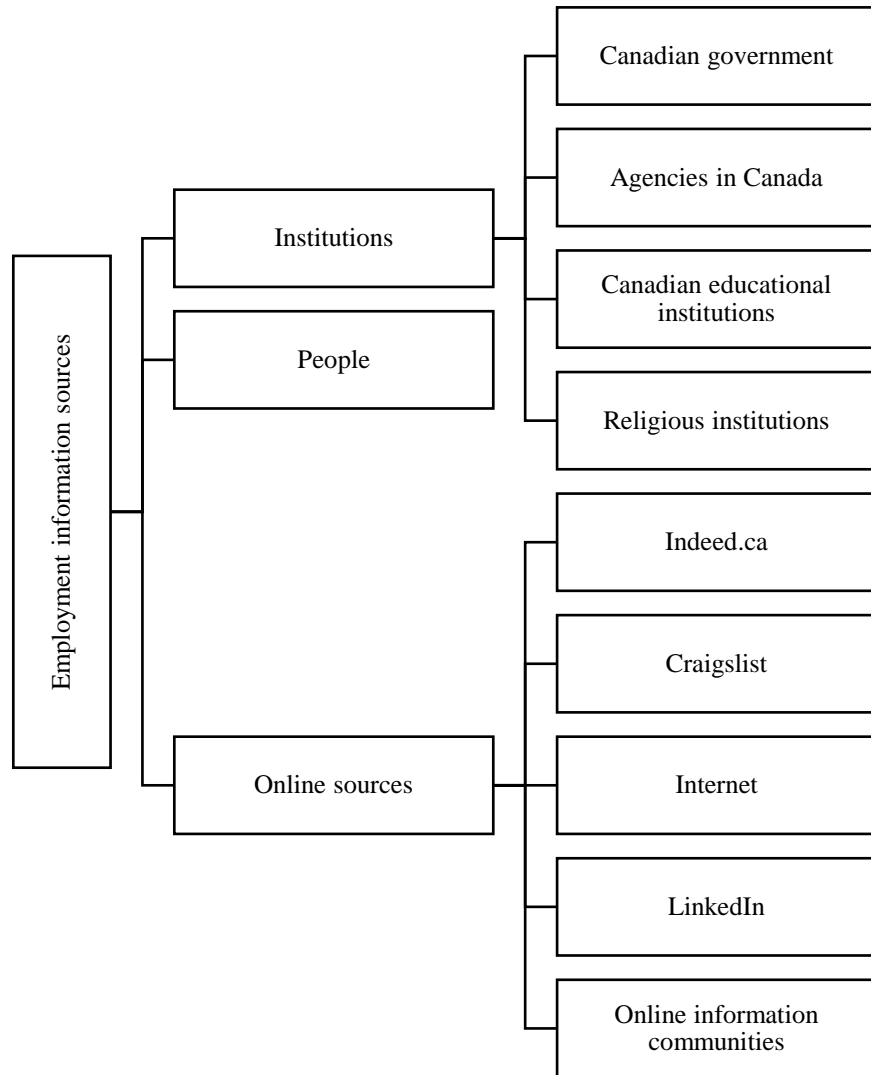 Employment information sources
Institutions
Canadian government
Agencies in Canada
Canadian educational
institutions
Religious institutions
People
Online sources
Indeed.ca
Craigslist
Internet
LinkedIn
Online information
communities